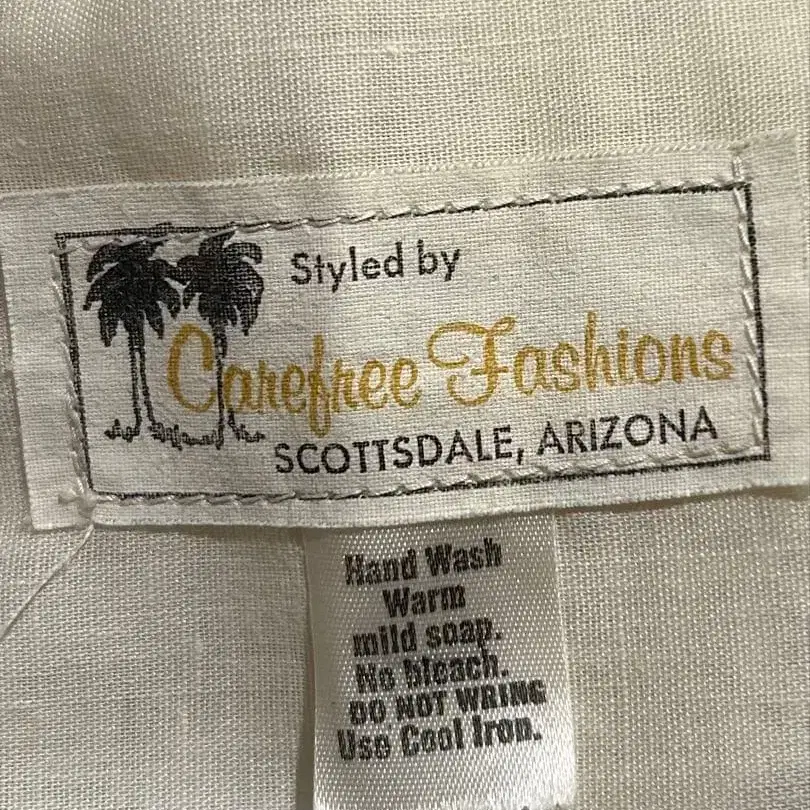 Styled by
Carefree Fashions
SCOTTSDALE, ARIZONA
Hand Wash
Warm
mild soap.
No bleach.
DO NOT WRING
Use Cool Iron.